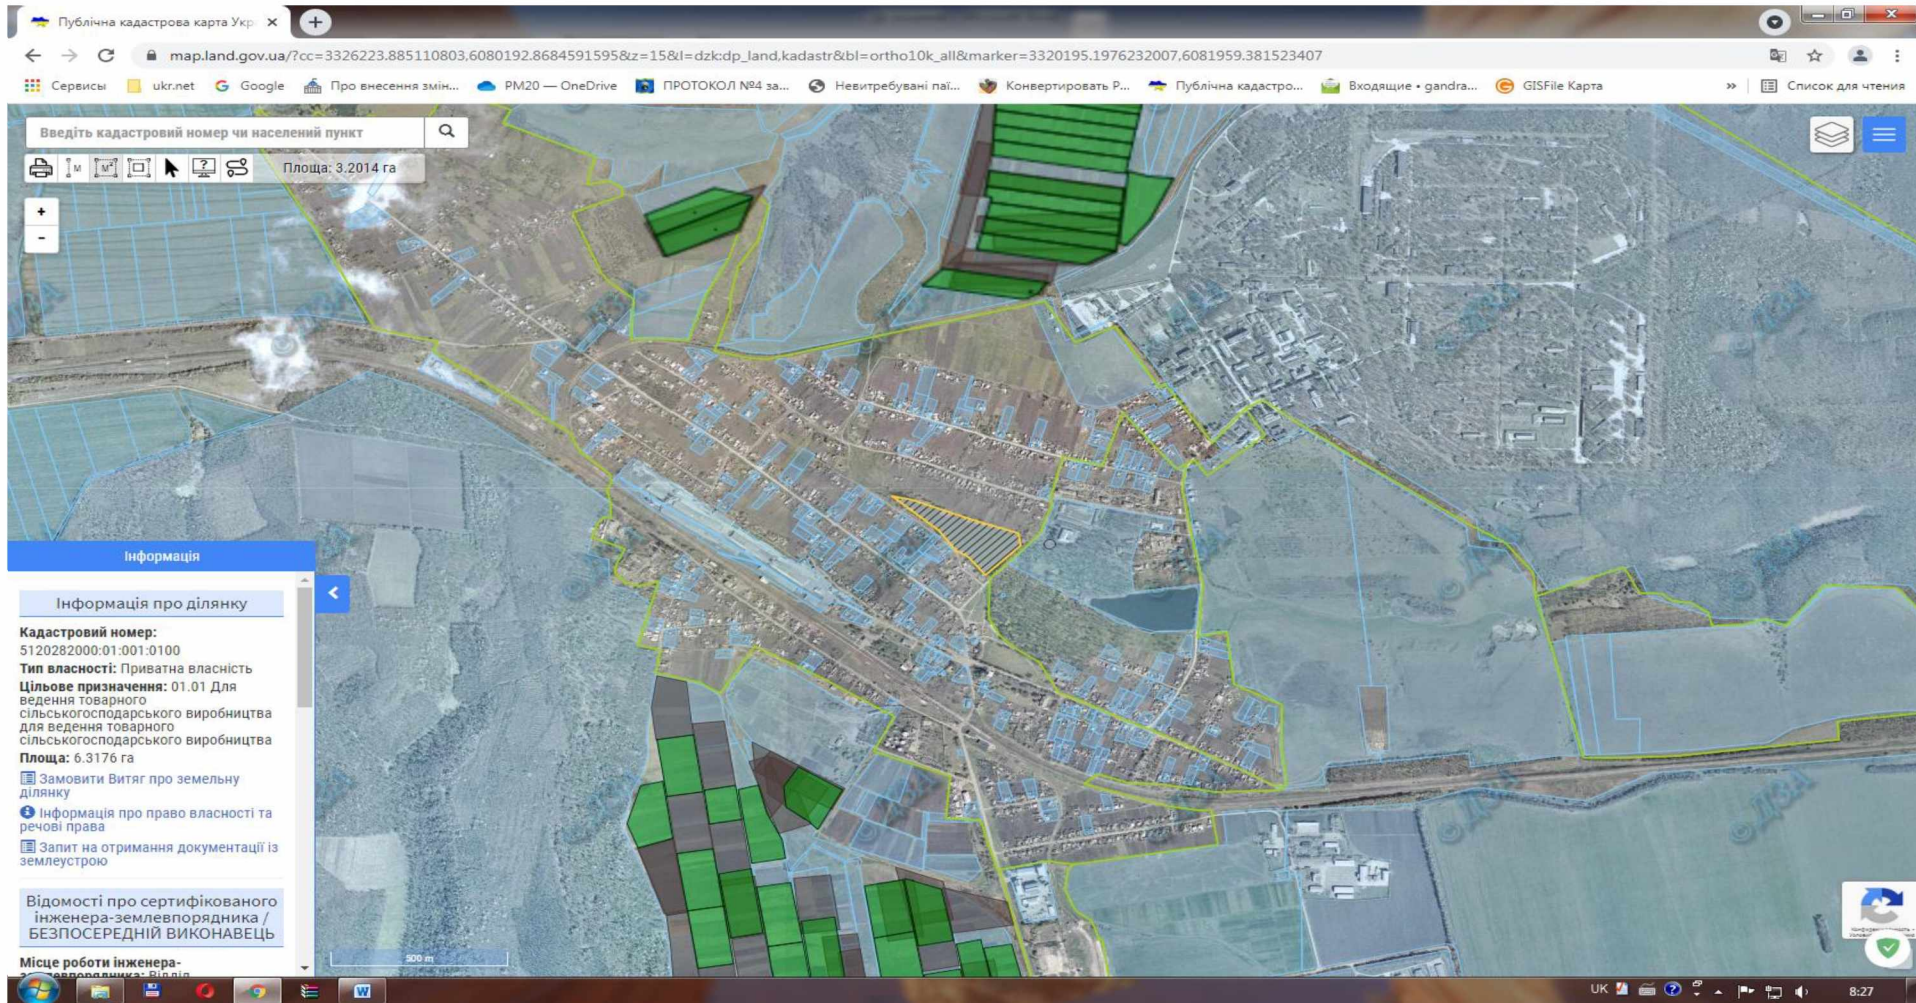 Публічна кадастрова карта Укр
map.land.gov.ua/?cc=3326223.885110803,6080192.8684591595&z=15&l=dzk:dp_land,kadastr&bl=ortho10k_all&marker=3320195.1976232007,6081959.381523407
Сервисы ukr.net Google Про внесення змін... PM20 — OneDrive ПРОТОКОЛ №4 за... Невитребувані паї... Конвертировать P... Публічна кадастро... Входящие • gandra... GISFile Карта » Список для чтения
Введіть кадастровий номер чи населений пункт
Площа: 3.2014 га
+
-
Інформація
Інформація про ділянку
Кадастровий номер:
5120282000:01:001:0100
Тип власності: Приватна власність
Цільове призначення: 01.01 Для
ведення товарного
сільськогосподарського виробництва
для ведення товарного
сільськогосподарського виробництва
Площа: 6.3176 га
Замовити Витяг про земельну
ділянку
Інформація про право власності та
речові права
Запит на отримання документації із
землеустрою
Відомості про сертифікованого
інженера-землевпорядника /
БЕЗПОСЕРЕДНІЙ ВИКОНАВЕЦЬ
Місце роботи інженера-
землевпорядника: Відділ
500 m
© ДЗА
UK 8:27